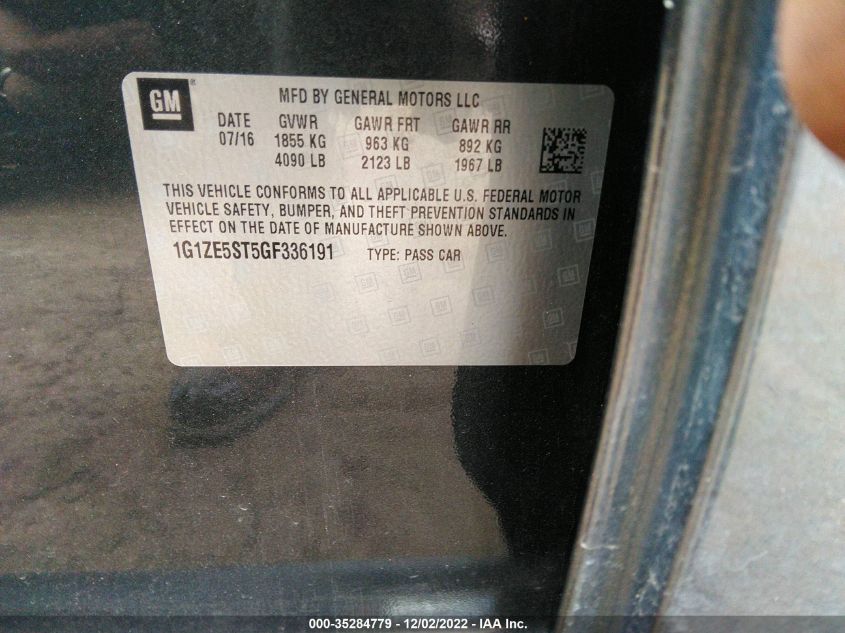 GM
MFD BY GENERAL MOTORS LLC
DATE GVWR GAWR FRT GAWR RR
07/16 1855 KG 963 KG 892 KG
4090 LB 2123 LB 1967 LB
THIS VEHICLE CONFORMS TO ALL APPLICABLE U.S. FEDERAL MOTOR
VEHICLE SAFETY, BUMPER, AND THEFT PREVENTION STANDARDS IN
EFFECT ON THE DATE OF MANUFACTURE SHOWN ABOVE.
1G1ZE5ST5GF336191 TYPE: PASS CAR
000-35284779 - 12/02/2022 - IAA Inc.